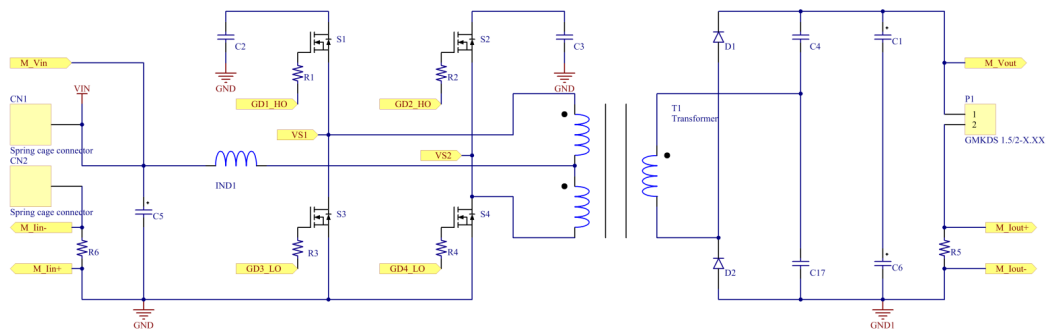 C2
S1
S2
C3
D1
C4
C1
M_Vin
R1
R2
M_Vout
GND
GND
VIN
CN1
GD1_HO
GD2_HO
P1
T1
Transformer
1
2
VS1
GMKDS 1.5/2-X.XX
Spring cage connector
CN2
VS2
IND1
Spring cage connector
C5
S3
S4
M_Iin-
M_Iout+
R6
R3
R4
R5
M_Iin+
GD3_LO
GD4_LO
D2
C17
C6
M_Iout-
GND
GND1